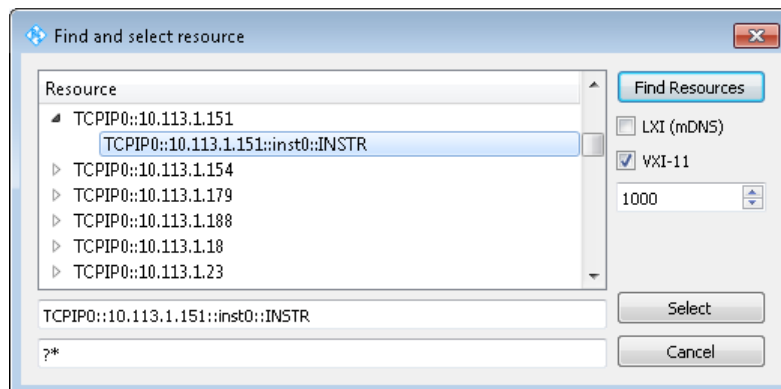 Find and select resource
Resource
TCPIP0::10.113.1.151
TCPIP0::10.113.1.151::inst0::INSTR
TCPIP0::10.113.1.154
TCPIP0::10.113.1.179
TCPIP0::10.113.1.188
TCPIP0::10.113.1.18
TCPIP0::10.113.1.23
TCPIP0::10.113.1.151::inst0::INSTR
?*
Find Resources
LXI (mDNS)
VXI-11
1000
Select
Cancel